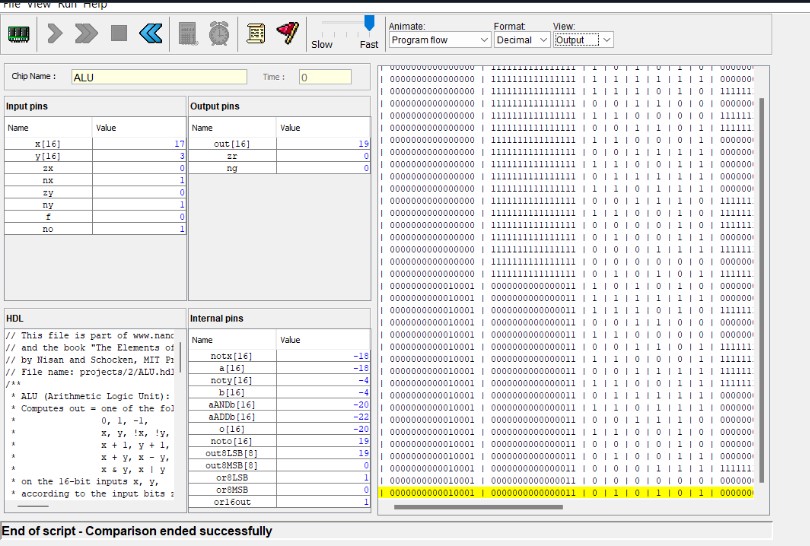 File View Run Help
Slow
Fast
Animate:
Program flow
Format:
Decimal
View:
Output
Chip Name :
ALU
Time :
0
Input pins
Name Value
x[16] 17
y[16] 3
zx 0
nx 1
zy 0
ny 1
f 0
no 1
Output pins
Name Value
out[16] 19
zr 0
ng 0
HDL
// This file is part of www.nand
// and the book "The Elements of
// by Nisan and Schocken, MIT Pr
// File name: projects/2/ALU.hdl
/**
* ALU (Arithmetic Logic Unit):
* Computes out = one of the fol
* 0, 1, -1,
* x, y, !x, !y,
* x + 1, y + 1,
* x + y, x - y,
* x & y, x | y
* on the 16-bit inputs x, y,
* according to the input bits
Internal pins
Name Value
notx[16] -18
a[16] -18
noty[16] -4
b[16] -4
aANDb[16] -20
aADDb[16] -22
o[16] -20
noto[16] 19
out8LSB[8] 19
out8MSB[8] 0
or8LSB 1
or8MSB 0
or16out 1
| 0000000000000000 | 1111111111111111 | 1 | 0 | 1 | 0 | 1 | 0 | 000000
| 0000000000000000 | 1111111111111111 | 1 | 1 | 1 | 1 | 1 | 1 | 000000
| 0000000000000000 | 1111111111111111 | 1 | 1 | 1 | 0 | 1 | 0 | 111111
| 0000000000000000 | 1111111111111111 | 0 | 0 | 1 | 1 | 0 | 0 | 000000
| 0000000000000000 | 1111111111111111 | 1 | 1 | 0 | 0 | 0 | 0 | 111111
| 0000000000000000 | 1111111111111111 | 0 | 0 | 1 | 1 | 0 | 1 | 111111
| 0000000000000000 | 1111111111111111 | 1 | 1 | 0 | 0 | 0 | 1 | 000000
| 0000000000000000 | 1111111111111111 | 0 | 0 | 1 | 1 | 1 | 1 | 000000
| 0000000000000000 | 1111111111111111 | 1 | 1 | 0 | 0 | 1 | 1 | 000000
| 0000000000000000 | 1111111111111111 | 0 | 1 | 1 | 1 | 1 | 1 | 000000
| 0000000000000000 | 1111111111111111 | 1 | 1 | 0 | 1 | 1 | 1 | 000000
| 0000000000000000 | 1111111111111111 | 0 | 0 | 1 | 1 | 1 | 0 | 111111
| 0000000000000000 | 1111111111111111 | 1 | 1 | 0 | 0 | 1 | 0 | 111111
| 0000000000000000 | 1111111111111111 | 0 | 0 | 0 | 0 | 1 | 0 | 111111
| 0000000000000000 | 1111111111111111 | 0 | 1 | 0 | 0 | 1 | 1 | 000000
| 0000000000000000 | 1111111111111111 | 0 | 0 | 0 | 1 | 1 | 1 | 111111
| 0000000000000000 | 1111111111111111 | 0 | 0 | 0 | 0 | 0 | 0 | 000000
| 0000000000000000 | 1111111111111111 | 0 | 1 | 0 | 1 | 0 | 1 | 111111
| 0000000000010001 | 0000000000000011 | 1 | 0 | 1 | 0 | 1 | 0 | 000000
| 0000000000010001 | 0000000000000011 | 1 | 1 | 1 | 1 | 1 | 1 | 000000
| 0000000000010001 | 0000000000000011 | 1 | 1 | 1 | 0 | 1 | 0 | 111111
| 0000000000010001 | 0000000000000011 | 0 | 0 | 1 | 1 | 0 | 0 | 000000
| 0000000000010001 | 0000000000000011 | 1 | 1 | 0 | 0 | 0 | 0 | 000000
| 0000000000010001 | 0000000000000011 | 0 | 0 | 1 | 1 | 0 | 1 | 111111
| 0000000000010001 | 0000000000000011 | 1 | 1 | 0 | 0 | 0 | 1 | 111111
| 0000000000010001 | 0000000000000011 | 0 | 0 | 1 | 1 | 1 | 1 | 111111
| 0000000000010001 | 0000000000000011 | 1 | 1 | 0 | 0 | 1 | 1 | 111111
| 0000000000010001 | 0000000000000011 | 0 | 1 | 1 | 1 | 1 | 1 | 000000
| 0000000000010001 | 0000000000000011 | 1 | 1 | 0 | 1 | 1 | 1 | 000000
| 0000000000010001 | 0000000000000011 | 0 | 0 | 1 | 1 | 1 | 0 | 000000
| 0000000000010001 | 0000000000000011 | 1 | 1 | 0 | 0 | 1 | 0 | 000000
| 0000000000010001 | 0000000000000011 | 0 | 0 | 0 | 0 | 1 | 0 | 000000
| 0000000000010001 | 0000000000000011 | 0 | 1 | 0 | 0 | 1 | 1 | 000000
| 0000000000010001 | 0000000000000011 | 0 | 0 | 0 | 1 | 1 | 1 | 111111
| 0000000000010001 | 0000000000000011 | 0 | 0 | 0 | 0 | 0 | 0 | 000000
| 0000000000010001 | 0000000000000011 | 0 | 1 | 0 | 1 | 0 | 1 | 000000
End of script - Comparison ended successfully